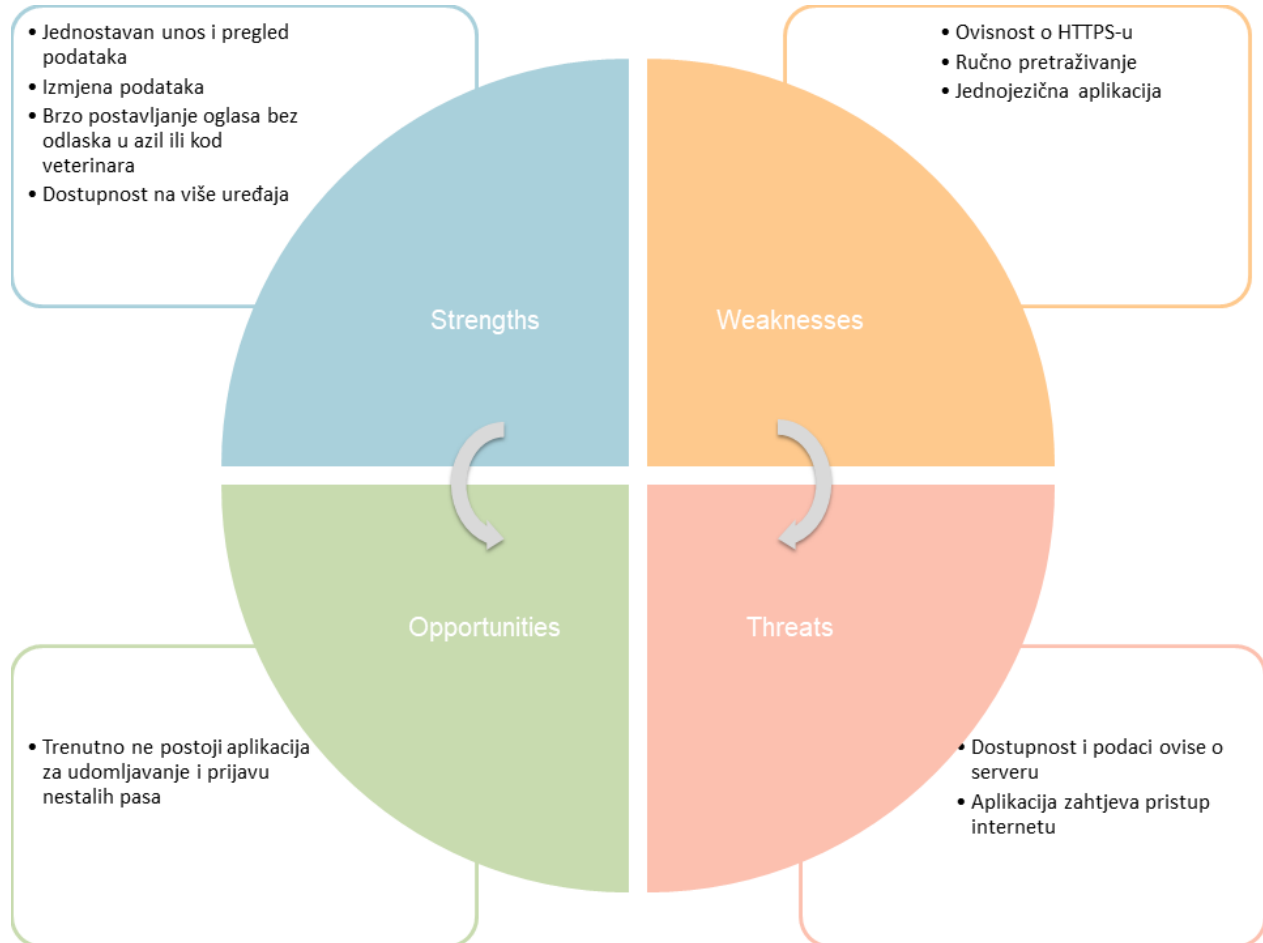 • Jednostavan unos i pregled
podataka
• Izmjena podataka
• Brzo postavljanje oglasa bez
odlaska u azil ili kod
veterinara
• Dostupnost na više uređaja
• Ovisnost o HTTPS-u
• Ručno pretraživanje
• Jednojezična aplikacija
Strengths
Weaknesses
Opportunities
Threats
• Trenutno ne postoji aplikacija
za udomljavanje i prijavu
nestalih pasa
• Dostupnost i podaci ovise o
serveru
• Aplikacija zahtjeva pristup
internetu